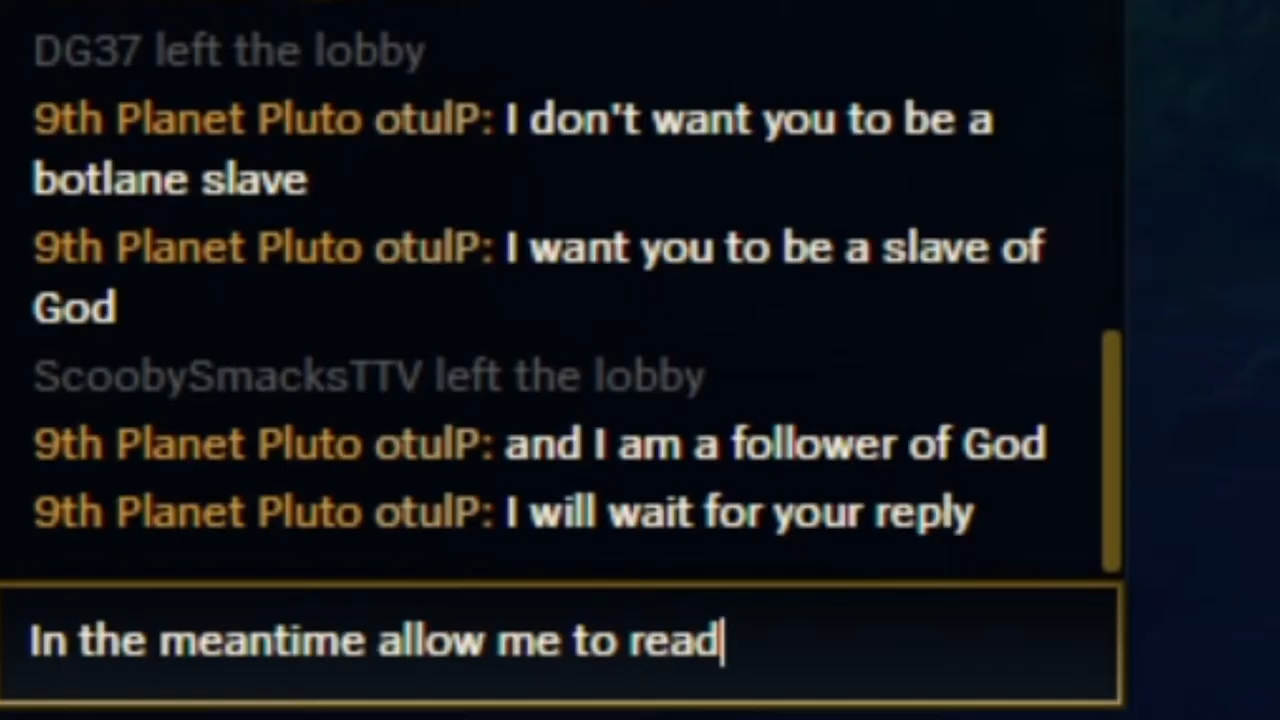 DG37 left the lobby
9th Planet Pluto otulP: I don't want you to be a
botlane slave
9th Planet Pluto otulP: I want you to be a slave of
God
ScoobySmacksTTV left the lobby
9th Planet Pluto otulP: and I am a follower of God
9th Planet Pluto otulP: I will wait for your reply
In the meantime allow me to read